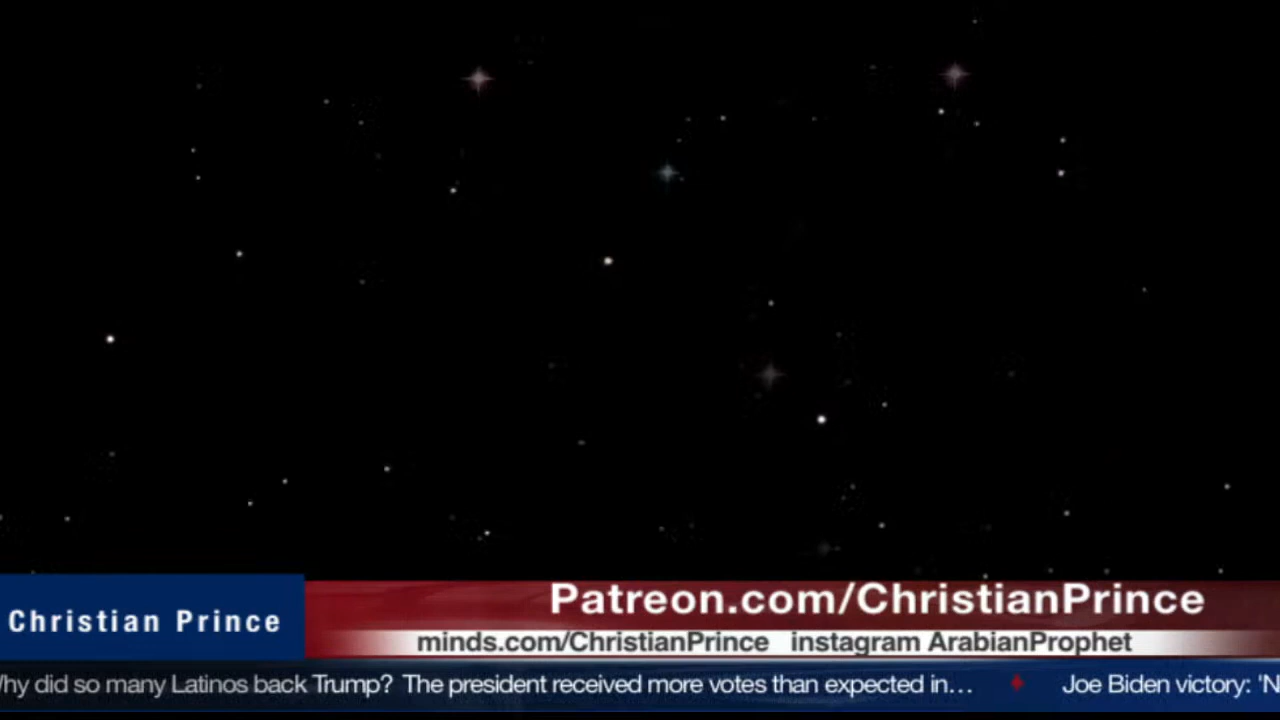 Patreon.com/ChristianPrince
Christian Prince
minds.com/ChristianPrince instagram ArabianProphet
hy did so many Latinos back Trump? The president received more votes than expected in… Joe Biden victory: 'N